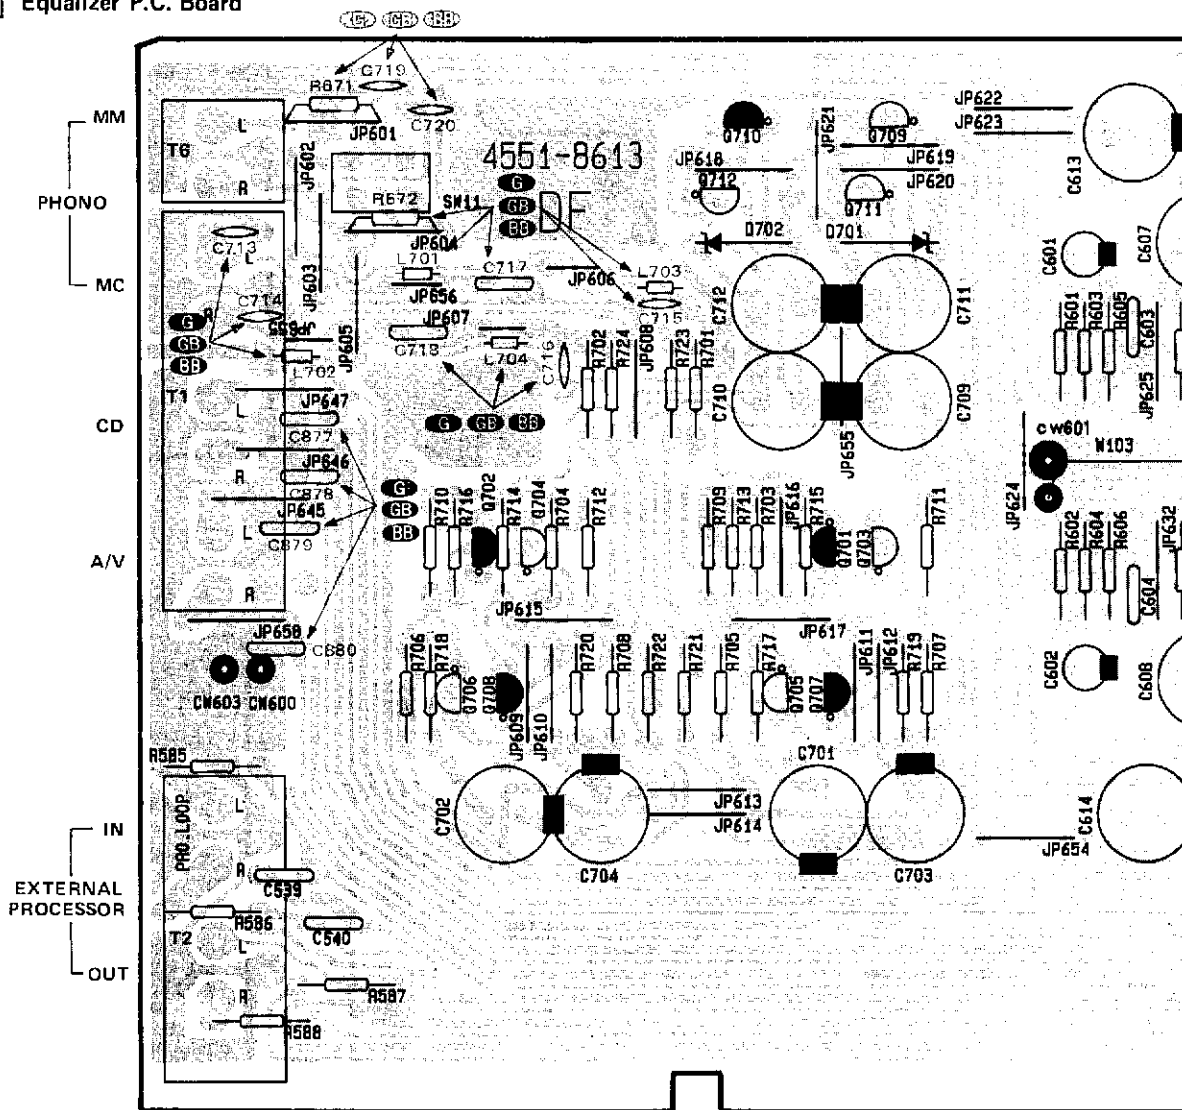 Equalizer P.C. Board
G GB BB
C719
R671
C720
JP601
MM
PHONO
MC
CD
A/V
T6
L
R
JP602
JP603
4551-8613
G
GB
BB
DF
SW11
R672
JP604
L701
JP656
C717
JP606
L703
C715
JP607
C718
L704
C716
JP605
C713
L
C714
R
G
GB
BB
L702
T1
L
JP647
C877
R
JP646
C878
JP645
L
C879
R
JP658
C880
CW603 CW600
G GB BB
G
GB
BB
Q710
JP621
Q709
JP618
Q712
JP619
JP620
Q711
D702
D701
C712
C711
C710
C709
JP655
JP622
JP623
C613
C601
C607
R601
R603
R605
C603
JP625
cw601
W103
JP624
R602
R604
R606
JP632
C604
C602
C608
R702
R724
JP608
R723
R701
R710
R716
Q702
R714
Q704
R704
R712
R709
R713
R703
JP616
R715
Q701
Q703
R711
JP615
JP617
R706
R718
Q706
Q708
JP609
JP610
R720
R708
R722
R721
R705
R717
Q705
Q707
JP611
JP612
R719
R707
C702
C704
JP613
JP614
C701
C703
C614
JP654
R585
PRO.LOOP
L
R
C539
R586
T2
L
C540
R
R587
R588
IN
EXTERNAL
PROCESSOR
OUT